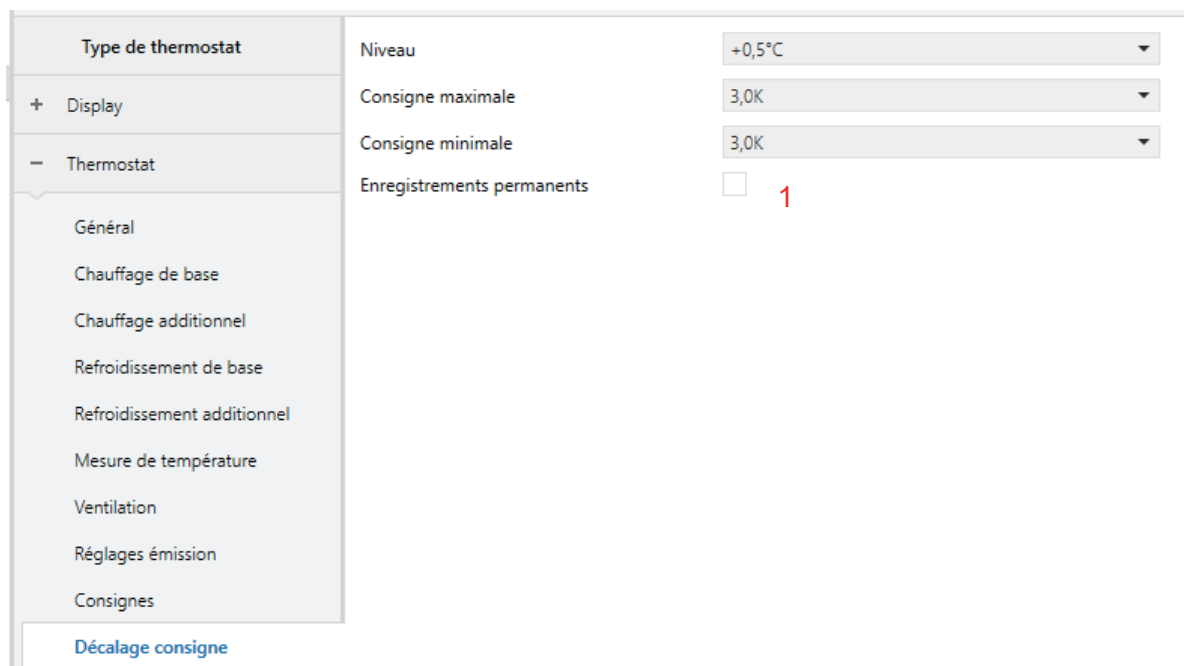 Type de thermostat
+ Display
− Thermostat
Général
Chauffage de base
Chauffage additionnel
Refroidissement de base
Refroidissement additionnel
Mesure de température
Ventilation
Réglages émission
Consignes
Décalage consigne
Niveau +0,5°C
Consigne maximale 3,0K
Consigne minimale 3,0K
Enregistrements permanents 1